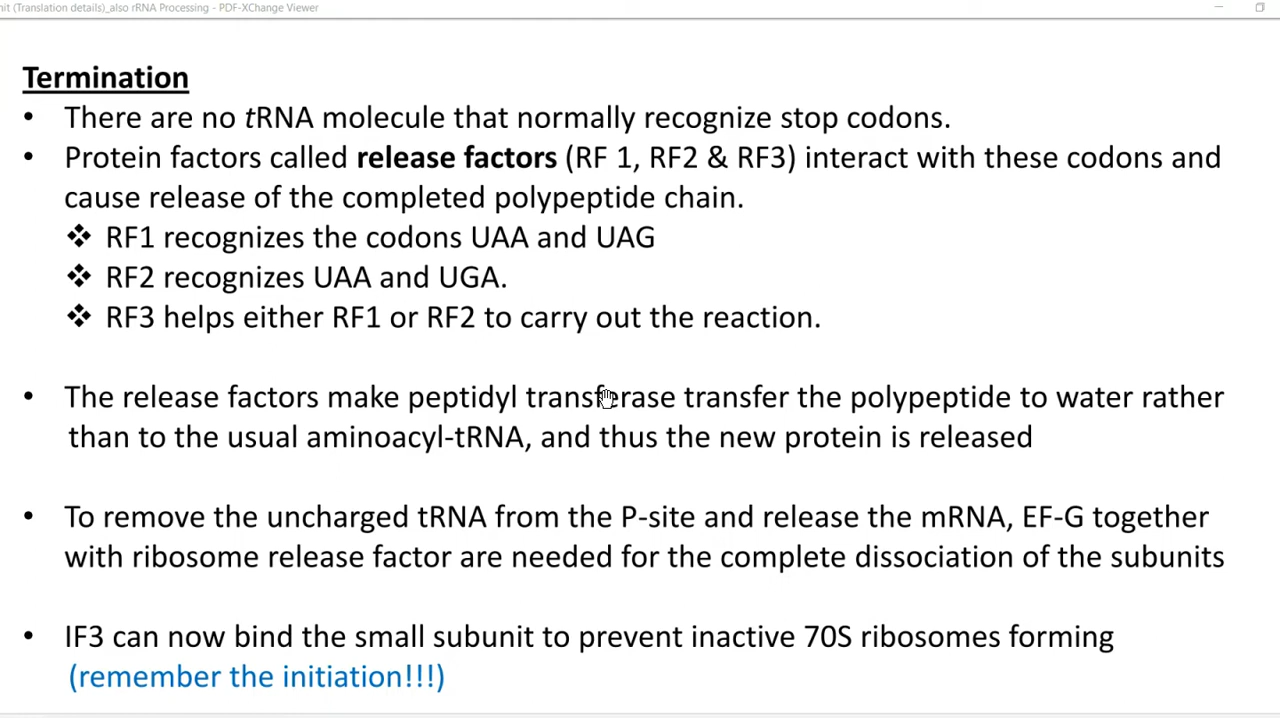 nit (Translation details)_also rRNA Processing - PDF-XChange Viewer
Termination
• There are no tRNA molecule that normally recognize stop codons.
• Protein factors called release factors (RF 1, RF2 & RF3) interact with these codons and
cause release of the completed polypeptide chain.
❖ RF1 recognizes the codons UAA and UAG
❖ RF2 recognizes UAA and UGA.
❖ RF3 helps either RF1 or RF2 to carry out the reaction.
• The release factors make peptidyl transferase transfer the polypeptide to water rather
than to the usual aminoacyl-tRNA, and thus the new protein is released
• To remove the uncharged tRNA from the P-site and release the mRNA, EF-G together
with ribosome release factor are needed for the complete dissociation of the subunits
• IF3 can now bind the small subunit to prevent inactive 70S ribosomes forming
(remember the initiation!!!)